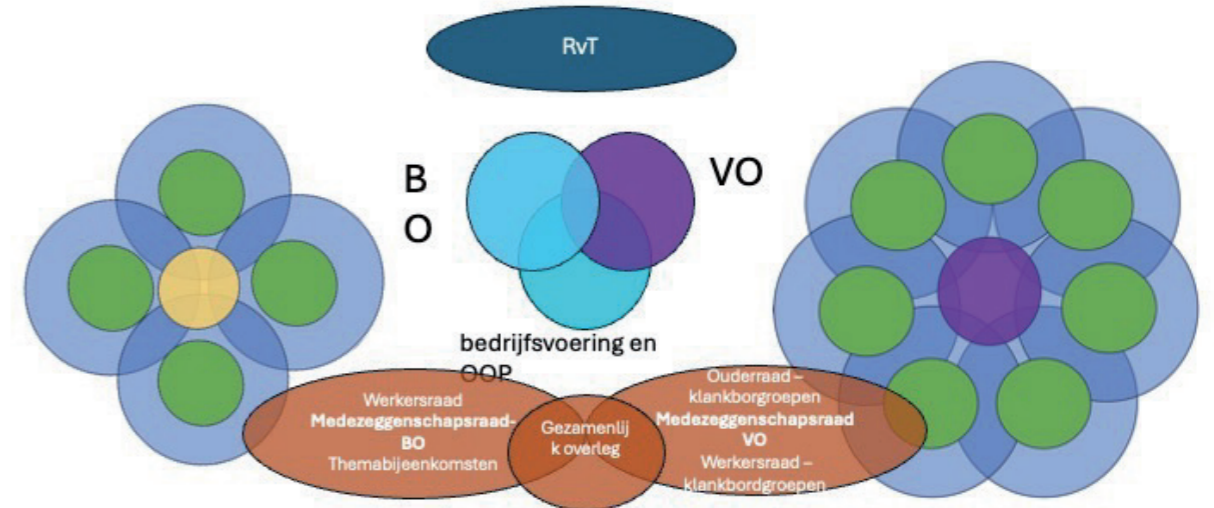 RvT
B
O
VO
bedrijfsvoering en
OOP
Werkersraad
Medezeggenschapsraad-
BO
Themabijeenkomsten
Gezamenlij
k overleg
Ouderraad –
klankborgroepen
Medezeggenschapsraad
VO
Werkersraad –
klankbordgroepen